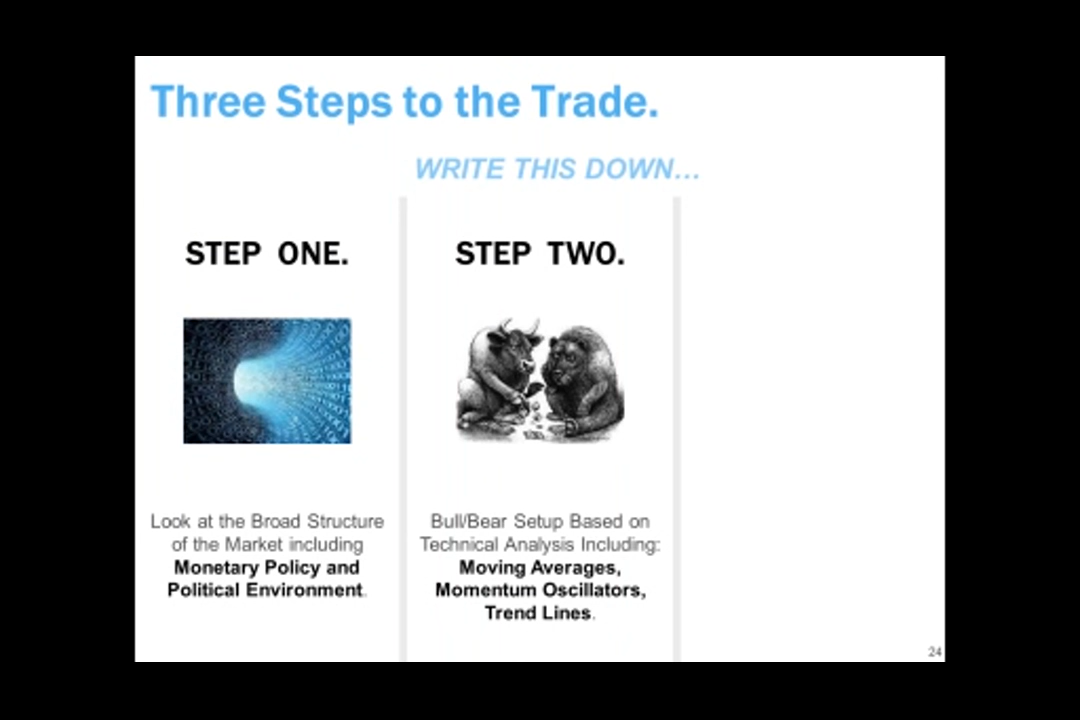 Three Steps to the Trade.
WRITE THIS DOWN...
STEP ONE.
Look at the Broad Structure
of the Market including
Monetary Policy and
Political Environment.
STEP TWO.
Bull/Bear Setup Based on
Technical Analysis Including:
Moving Averages,
Momentum Oscillators,
Trend Lines.
24